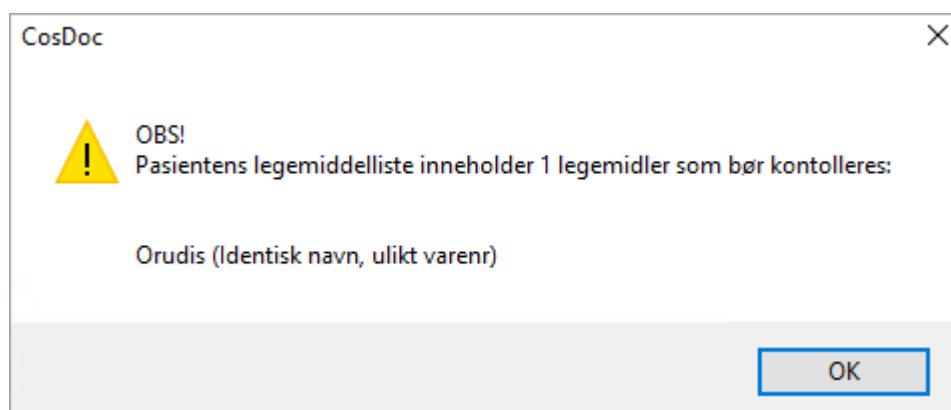 CosDoc
OBS!
Pasientens legemiddelliste inneholder 1 legemidler som bør kontolleres:
Orudis (Identisk navn, ulikt varenr)
OK